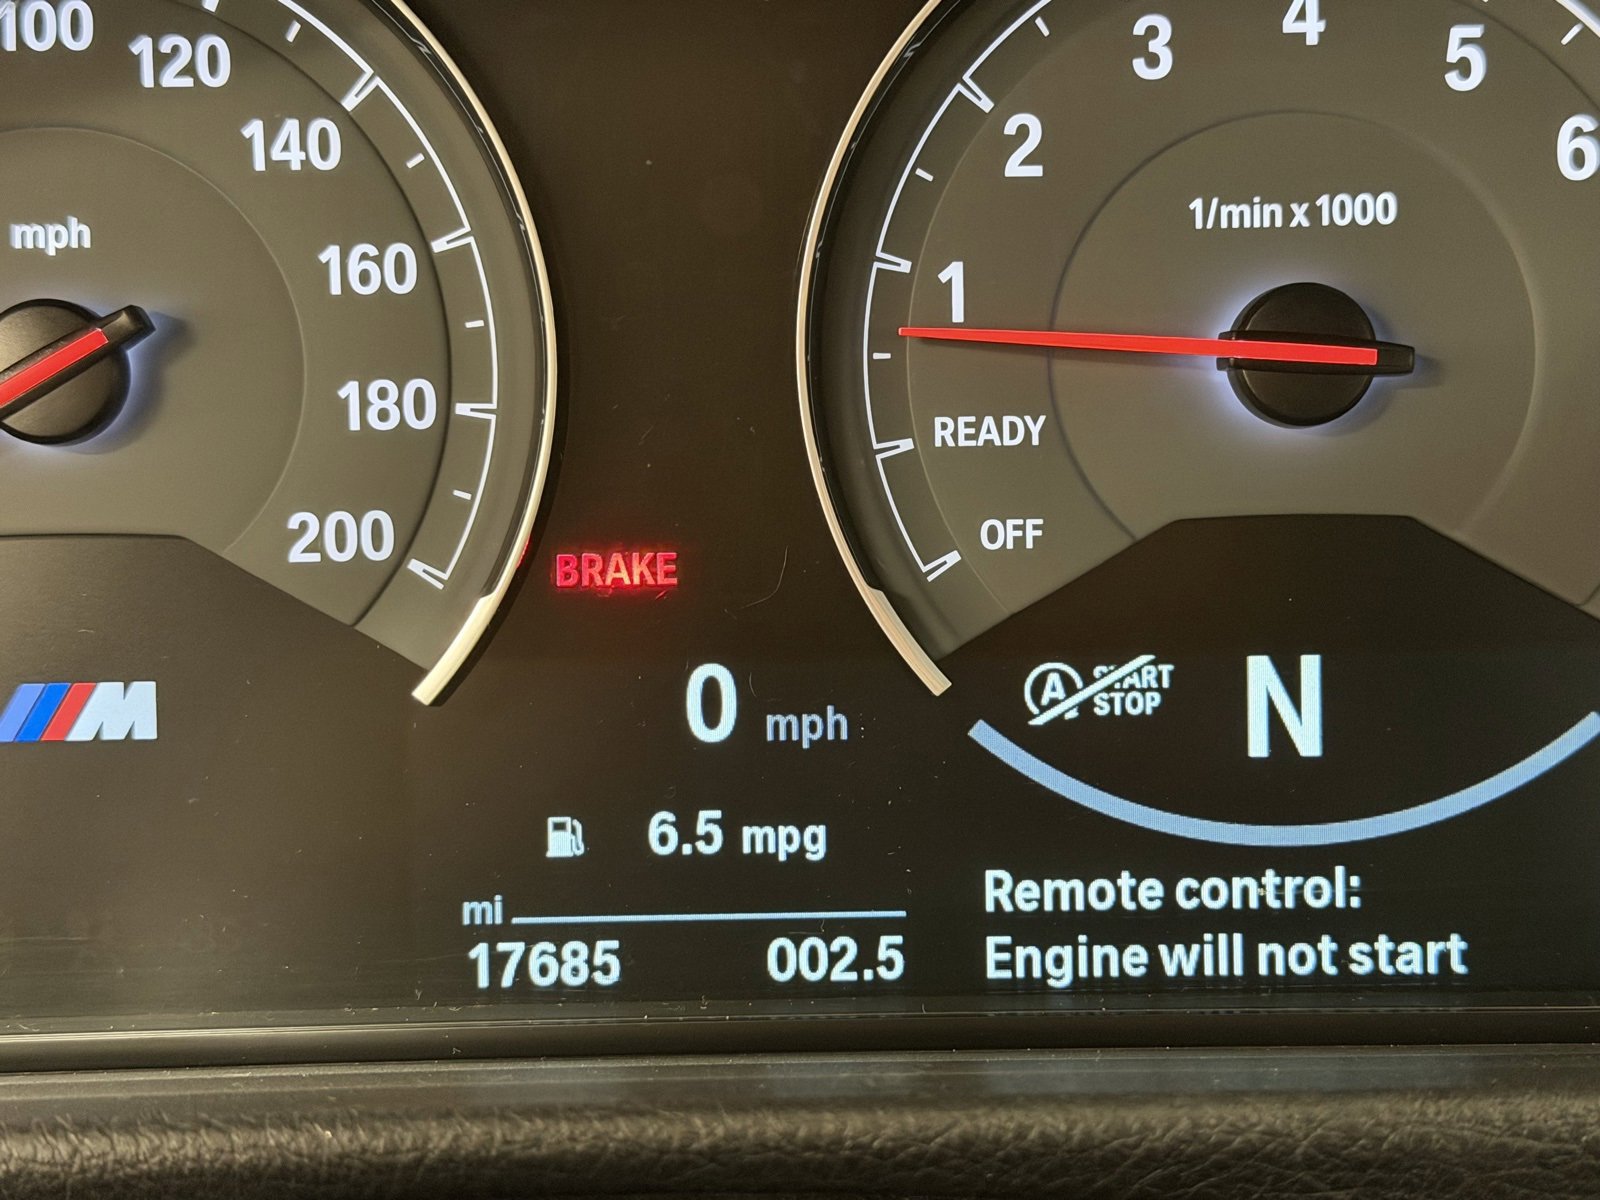 100
120
140
mph
160
180
200
BRAKE
M
0 mph
6.5 mpg
mi
17685 002.5
4
3
5
2
6
1/min x 1000
1
READY
OFF
A START
STOP
N
Remote control:
Engine will not start